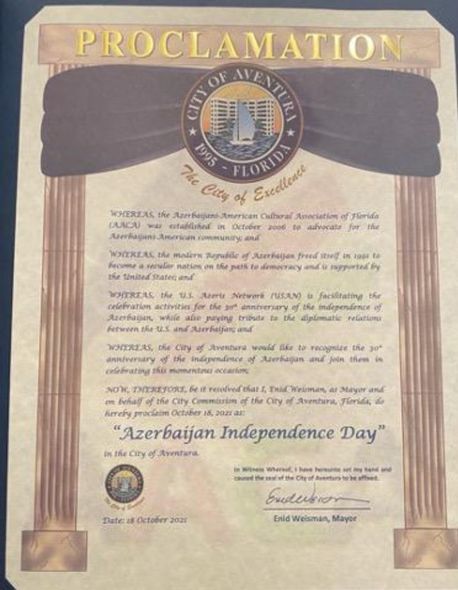 PROCLAMATION
CITY OF AVENTURA
1995 - FLORIDA
The City of Excellence
WHEREAS, the Azerbaijani-American Cultural Association of Florida
(AACA) was established in October 2006 to advocate for the
Azerbaijani-American community; and
WHEREAS, the modern Republic of Azerbaijan freed itself in 1991 to
become a secular nation on the path to democracy and is supported by
the United States; and
WHEREAS, the U.S. Azeris Network (USAN) is facilitating the
celebration activities for the 30th anniversary of the independence of
Azerbaijan, while also paying tribute to the diplomatic relations
between the U.S. and Azerbaijan; and
WHEREAS, the City of Aventura would like to recognize the 30th
anniversary of the independence of Azerbaijan and join them in
celebrating this momentous occasion;
NOW, THEREFORE, be it resolved that I, Enid Weisman, as Mayor and
on behalf of the City Commission of the City of Aventura, Florida, do
hereby proclaim October 18, 2021 as:
"Azerbaijan Independence Day"
in the City of Aventura.
In Witness Whereof, I have hereunto set my hand and
caused the seal of the City of Aventura to be affixed.
Enid Weisman, Mayor
Date: 18 October 2021